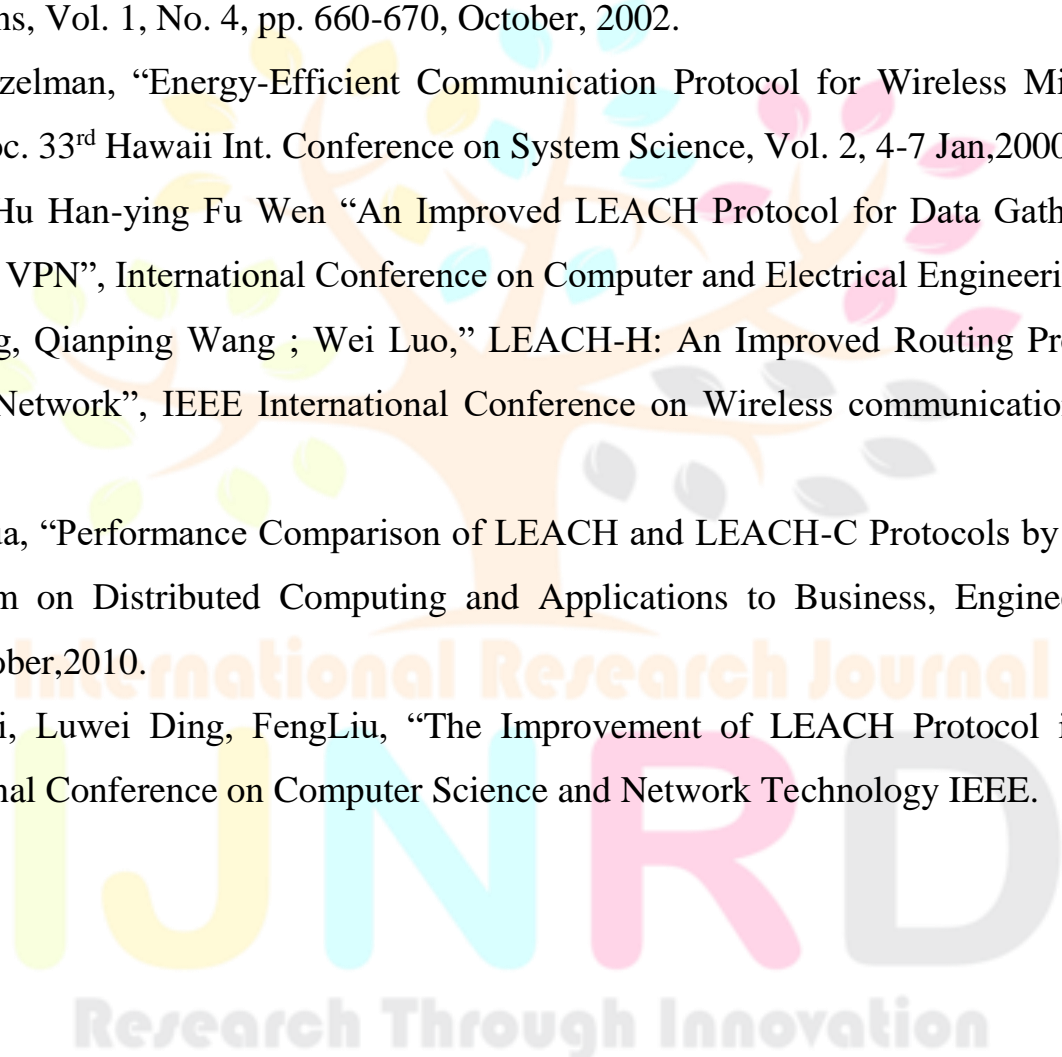 ns, Vol. 1, No. 4, pp. 660-670, October, 2002.
zelman, “Energy-Efficient Communication Protocol for Wireless Mi
oc. 33rd Hawaii Int. Conference on System Science, Vol. 2, 4-7 Jan,2000
Hu Han-ying Fu Wen “An Improved LEACH Protocol for Data Gath
VPN”, International Conference on Computer and Electrical Engineeri
g, Qianping Wang ; Wei Luo,” LEACH-H: An Improved Routing Pro
Network”, IEEE International Conference on Wireless communication
ua, “Performance Comparison of LEACH and LEACH-C Protocols by
m on Distributed Computing and Applications to Business, Enginee
ober,2010.
International Research Journal
i, Luwei Ding, FengLiu, “The Improvement of LEACH Protocol i
nal Conference on Computer Science and Network Technology IEEE.
IJNRD
Research Through Innovation